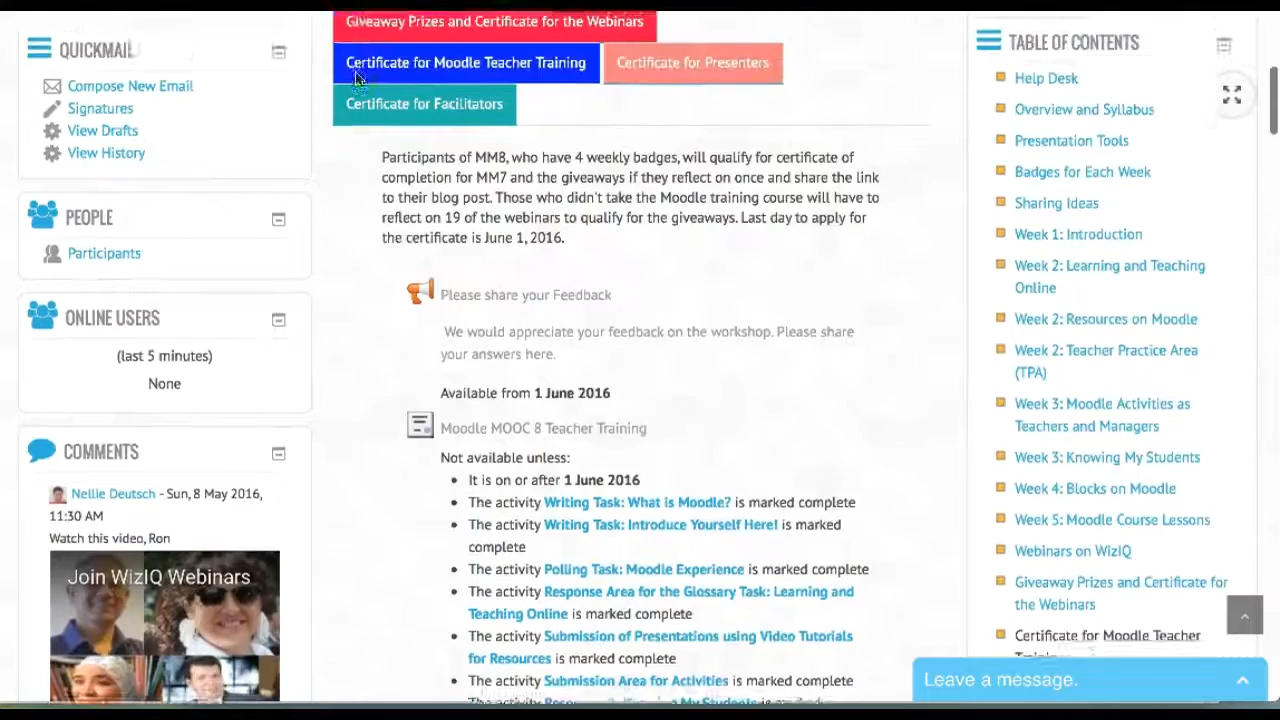 QUICKMAIL
Compose New Email
Signatures
View Drafts
View History
PEOPLE
Participants
ONLINE USERS
(last 5 minutes)
None
COMMENTS
Nellie Deutsch - Sun, 8 May 2016,
11:30 AM
Watch this video, Ron
Join WizIQ Webinars
Giveaway Prizes and Certificate for the Webinars
Certificate for Moodle Teacher Training
Certificate for Presenters
Certificate for Facilitators
Participants of MM8, who have 4 weekly badges, will qualify for certificate of
completion for MM7 and the giveaways if they reflect on once and share the link
to their blog post. Those who didn't take the Moodle training course will have to
reflect on 19 of the webinars to qualify for the giveaways. Last day to apply for
the certificate is June 1, 2016.
Please share your Feedback
We would appreciate your feedback on the workshop. Please share
your answers here.
Available from 1 June 2016
Moodle MOOC 8 Teacher Training
Not available unless:
It is on or after 1 June 2016
The activity Writing Task: What is Moodle? is marked complete
The activity Writing Task: Introduce Yourself Here! is marked
complete
The activity Polling Task: Moodle Experience is marked complete
The activity Response Area for the Glossary Task: Learning and
Teaching Online is marked complete
The activity Submission of Presentations using Video Tutorials
for Resources is marked complete
The activity Submission Area for Activities is marked complete
TABLE OF CONTENTS
Help Desk
Overview and Syllabus
Presentation Tools
Badges for Each Week
Sharing Ideas
Week 1: Introduction
Week 2: Learning and Teaching
Online
Week 2: Resources on Moodle
Week 2: Teacher Practice Area
(TPA)
Week 3: Moodle Activities as
Teachers and Managers
Week 3: Knowing My Students
Week 4: Blocks on Moodle
Week 5: Moodle Course Lessons
Webinars on WizIQ
Giveaway Prizes and Certificate for
the Webinars
Certificate for Moodle Teacher
Leave a message.